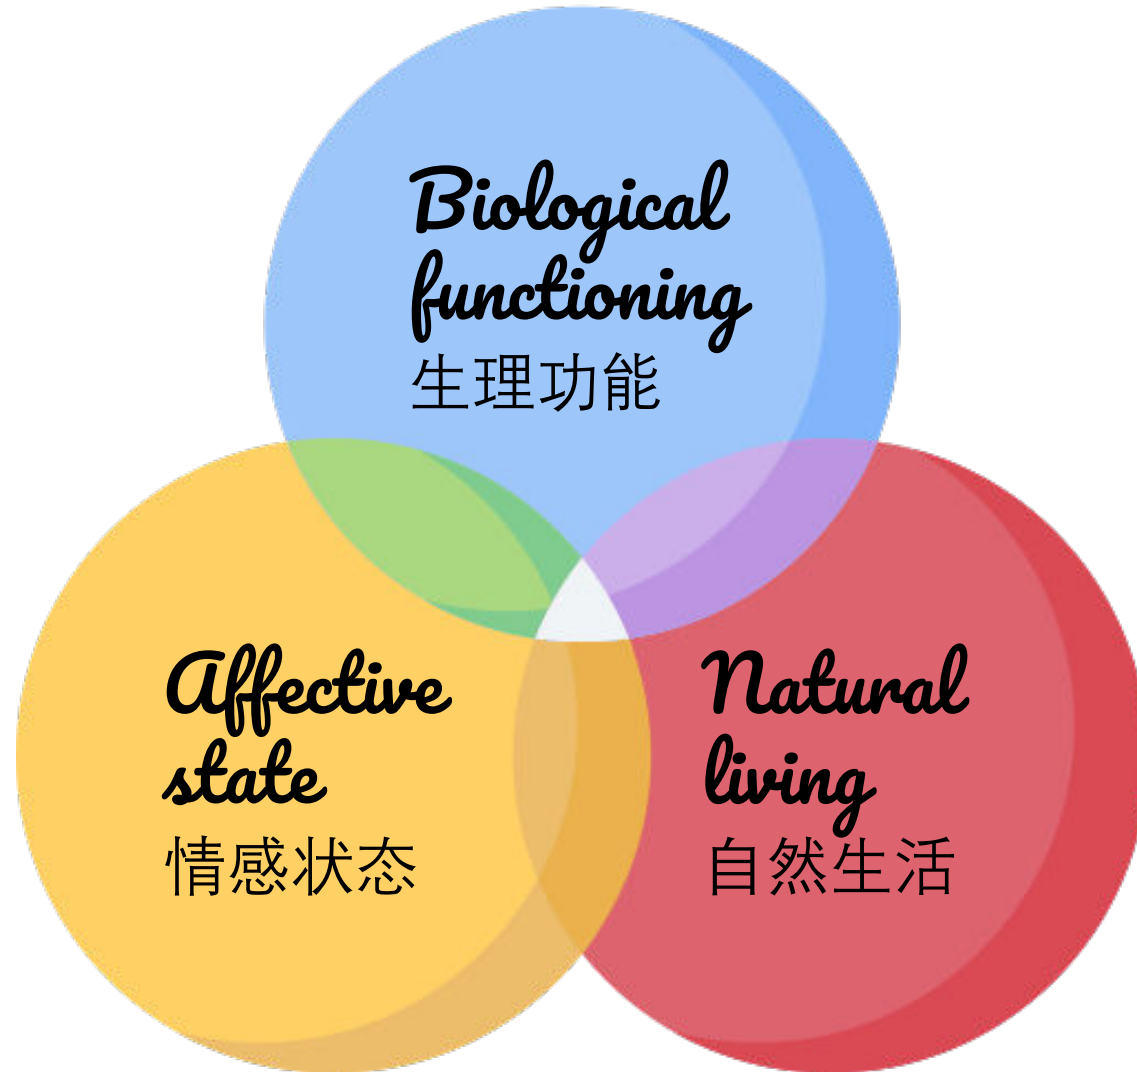 Biological
functioning
生理功能
Affective
state
情感状态
Natural
living
自然生活